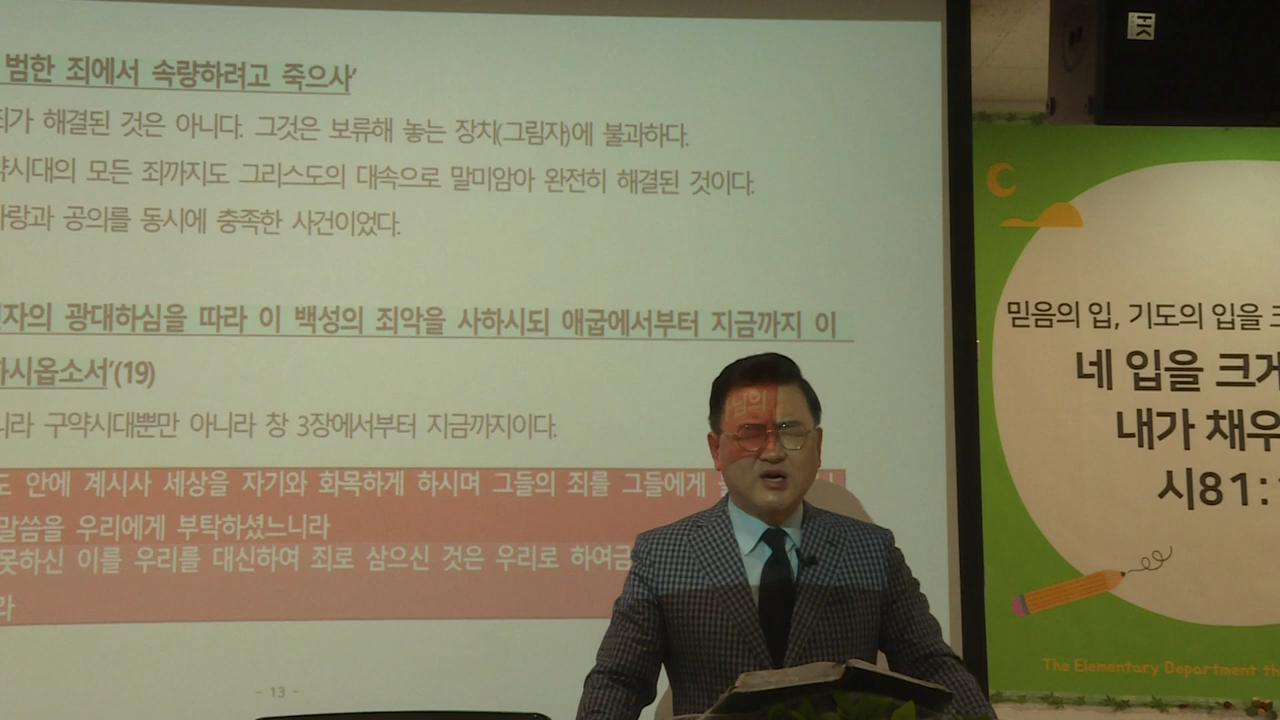 범한 죄에서 속량하려고 죽으사'
죄가 해결된 것은 아니다. 그것은 보류해 놓는 장치(그림자)에 불과하다.
약시대의 모든 죄까지도 그리스도의 대속으로 말미암아 완전히 해결된 것이다.
사랑과 공의를 동시에 충족한 사건이었다.
인자의 광대하심을 따라 이 백성의 죄악을 사하시되 애굽에서부터 지금까지 이
하시옵소서'(19)
니라 구약시대뿐만 아니라 창 3장에서부터 지금까지이다.
도 안에 계시사 세상을 자기와 화목하게 하시며 그들의 죄를 그들에게
말씀을 우리에게 부탁하셨느니라
못하신 이를 우리를 대신하여 죄로 삼으신 것은 우리로 하여금
라
- 13 -
님의
HK
믿음의 입, 기도의 입을
네 입을 크게
내가 채우
시81:
The Elementary Department